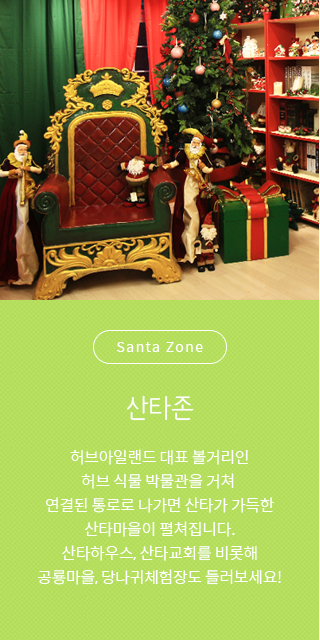 Santa Zone
산타존
허브아일랜드 대표 볼거리인
허브 식물 박물관을 거쳐
연결된 통로로 나가면 산타가 가득한
산타마을이 펼쳐집니다.
산타하우스, 산타교회를 비롯해
공룡마을, 당나귀체험장도 들러보세요!